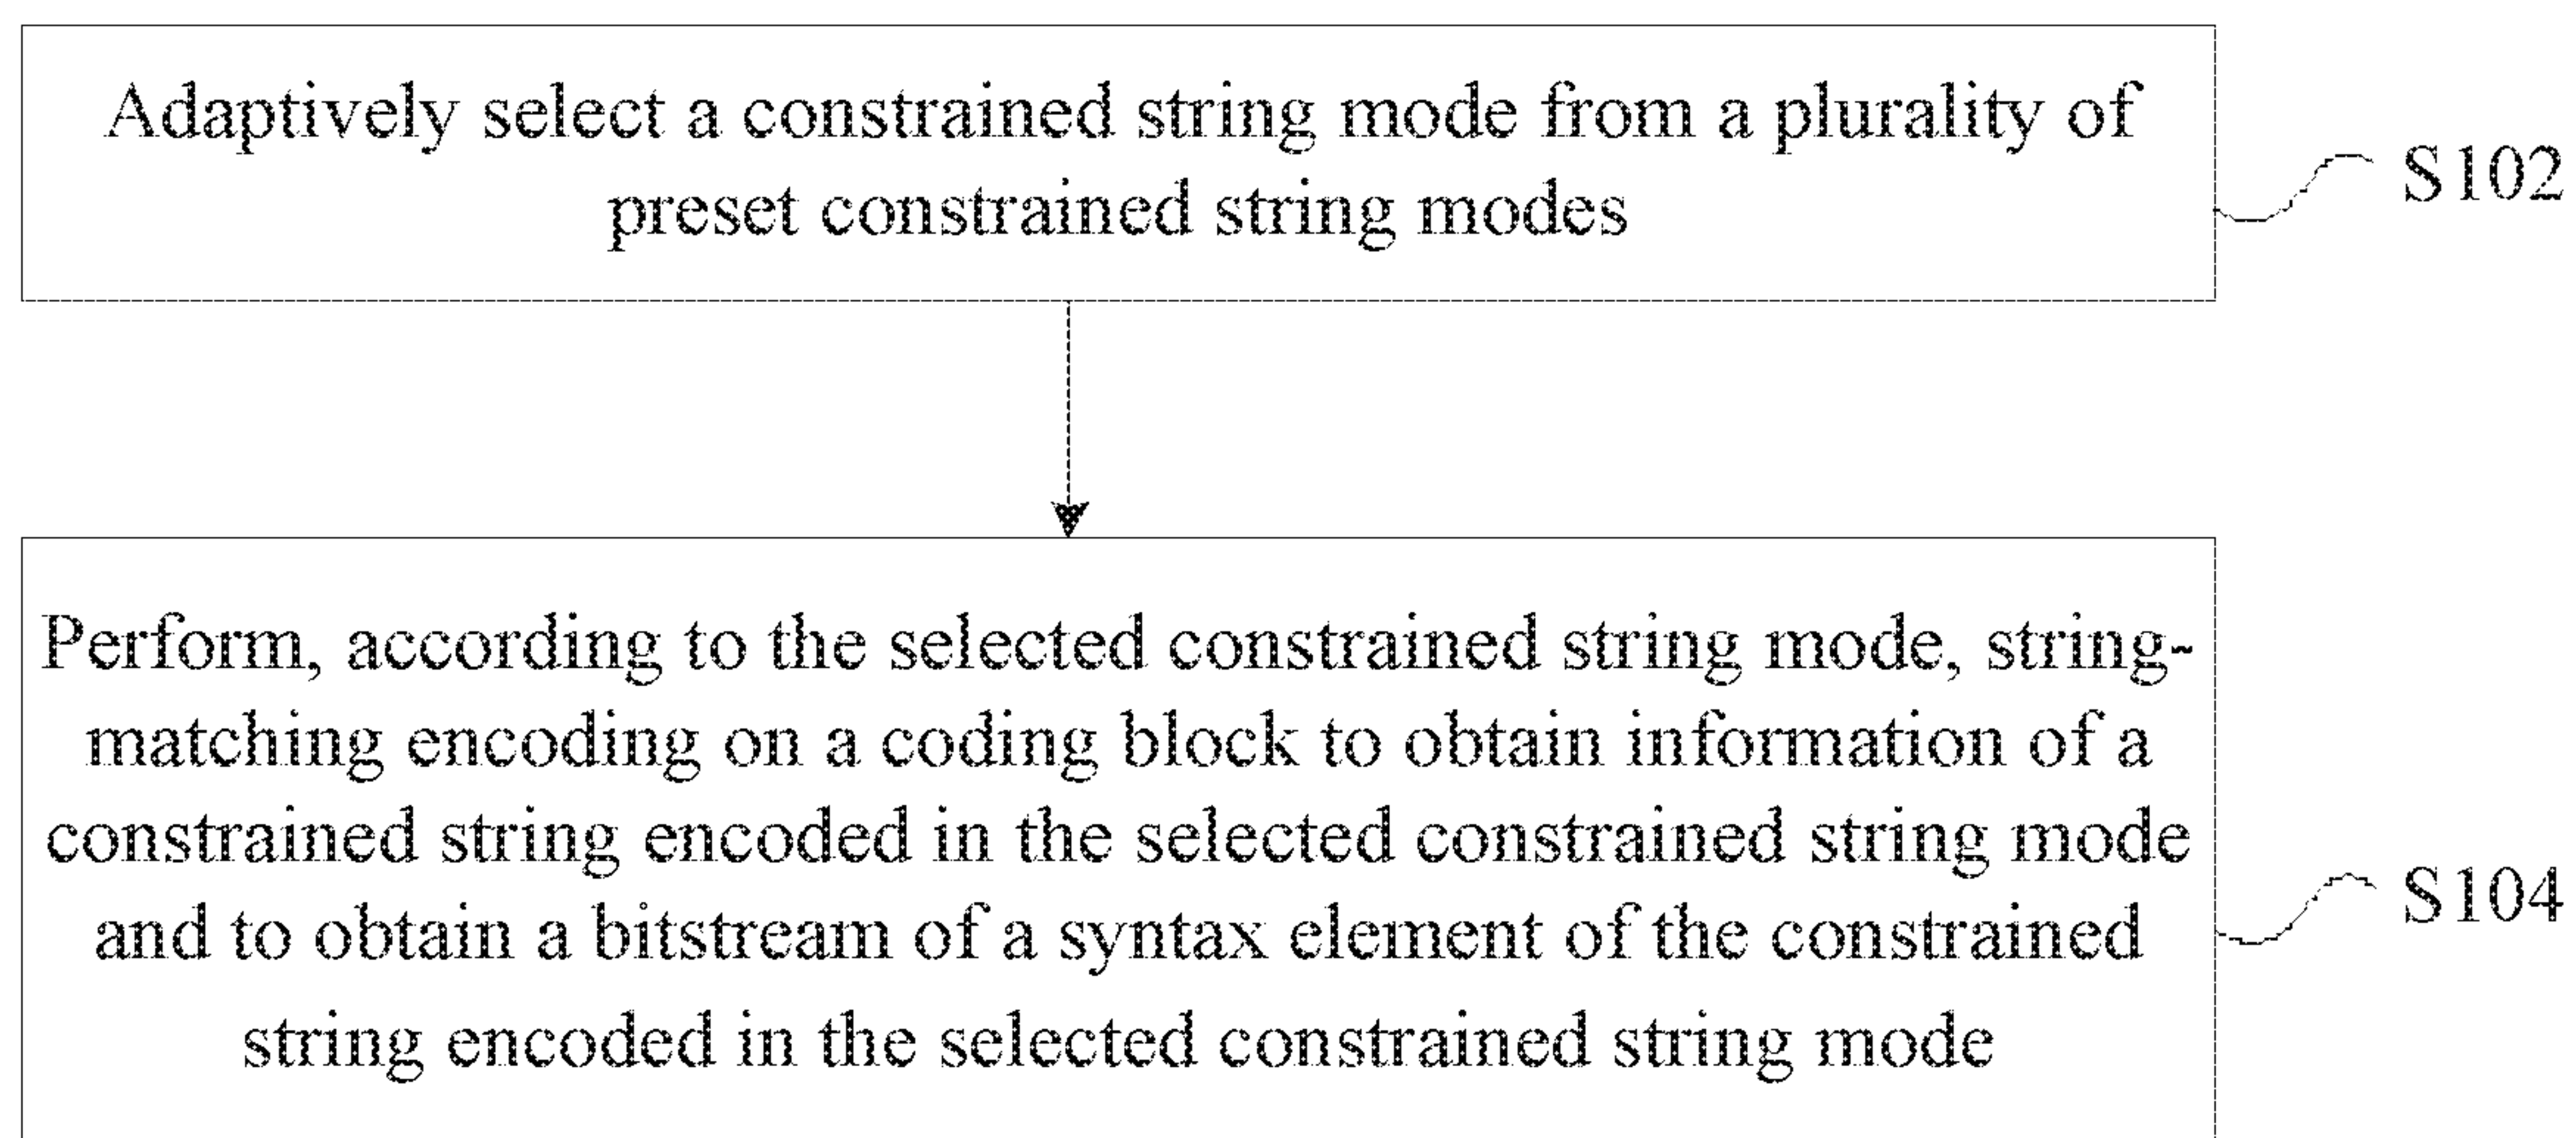 Adaptively select a constrained string mode from a plurality of
preset constrained string modes
S102
Perform, according to the selected constrained string mode, string-
matching encoding on a coding block to obtain information of a
constrained string encoded in the selected constrained string mode
and to obtain a bitstream of a syntax element of the constrained
string encoded in the selected constrained string mode
S104